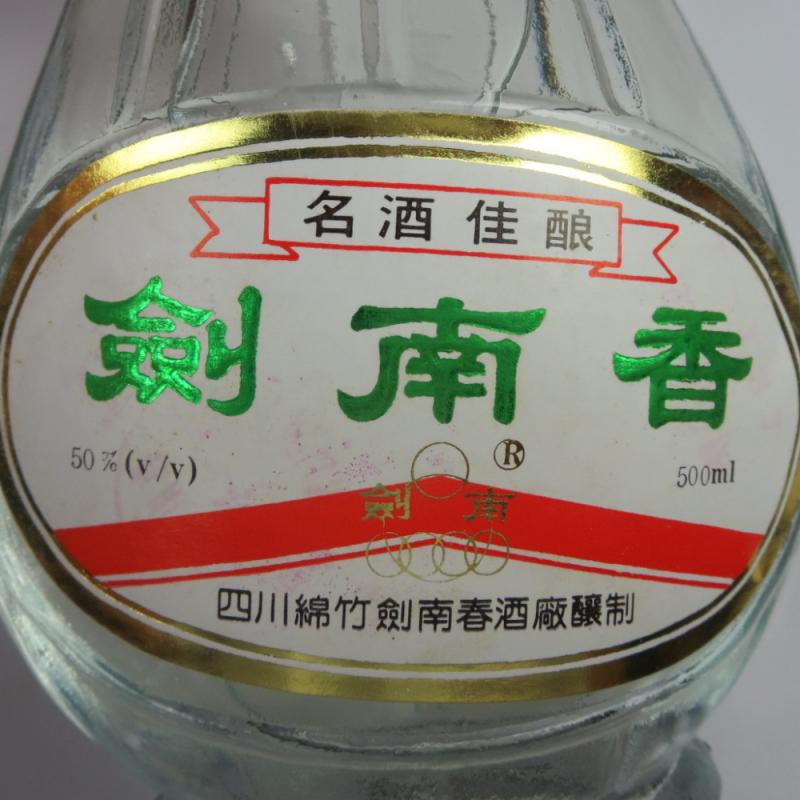 名酒佳酿
劍南香
50%(v/v)
®
500ml
劍南
四川綿竹劍南春酒廠釀制